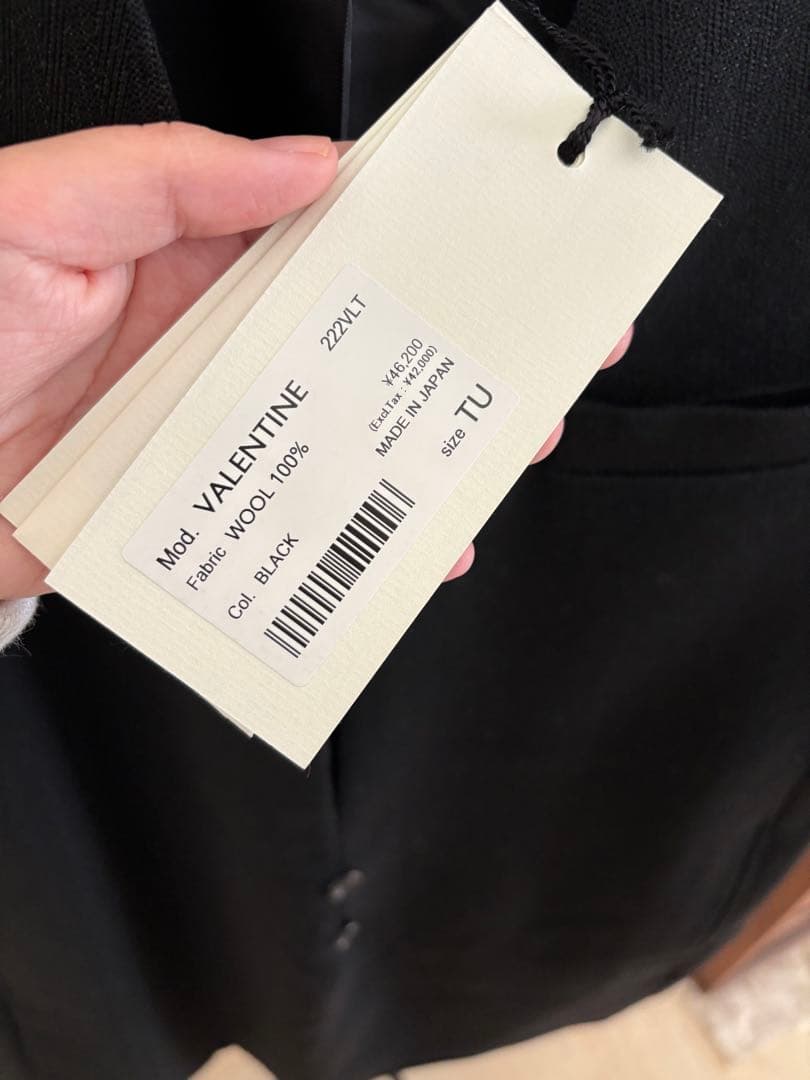 Mod. VALENTINE 222VLT
Fabric WOOL 100% ¥46,200
(Excl.Tax : ¥42,000)
MADE IN JAPAN
Col. BLACK
size TU